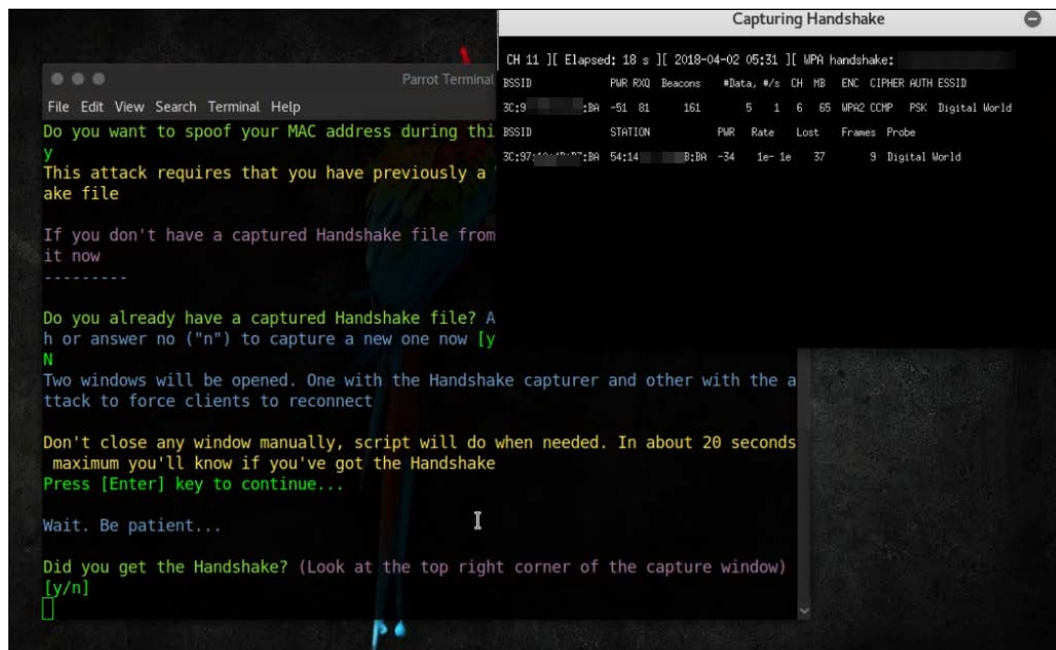 Capturing Handshake
CH 11 ][ Elapsed: 18 s ][ 2018-04-02 05:31 ][ WPA handshake:
BSSID PWR RXQ Beacons #Data, #/s CH MB ENC CIPHER AUTH ESSID
3C:9 :BA -51 81 161 5 1 6 65 WPA2 CCMP PSK Digital World
BSSID STATION PWR Rate Lost Frames Probe
3C:97: :BA 54:14 B:BA -34 1e- 1e 37 9 Digital World
Parrot Terminal
File Edit View Search Terminal Help
Do you want to spoof your MAC address during thi
y
This attack requires that you have previously a
ake file
If you don't have a captured Handshake file from
it now
---------
Do you already have a captured Handshake file? A
h or answer no ("n") to capture a new one now [y
N
Two windows will be opened. One with the Handshake capturer and other with the a
ttack to force clients to reconnect
Don't close any window manually, script will do when needed. In about 20 seconds
maximum you'll know if you've got the Handshake
Press [Enter] key to continue...
Wait. Be patient...
Did you get the Handshake? (Look at the top right corner of the capture window)
[y/n]